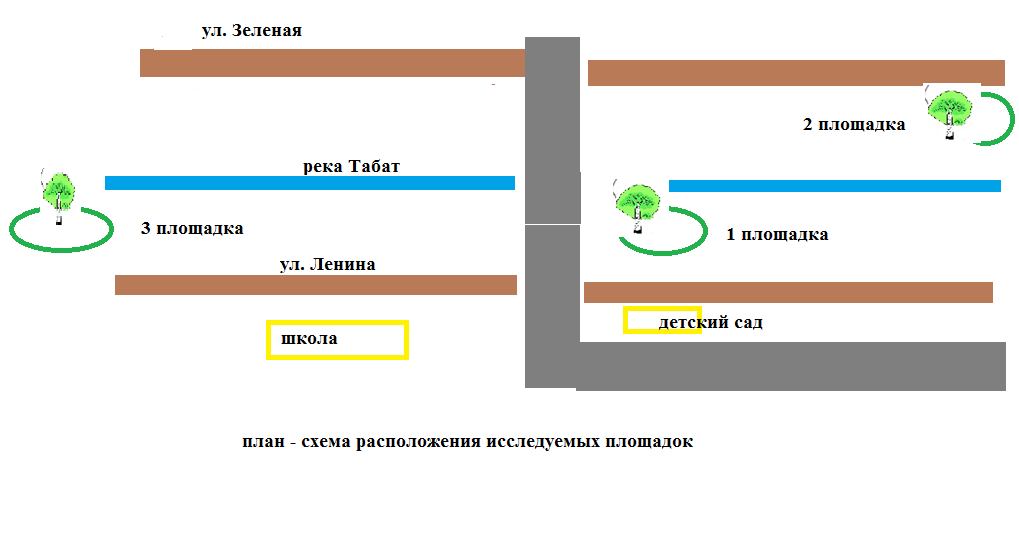 ул. Зеленая
2 площадка
река Табат
3 площадка
1 площадка
ул. Ленина
детский сад
школа
план - схема расположения исследуемых площадок